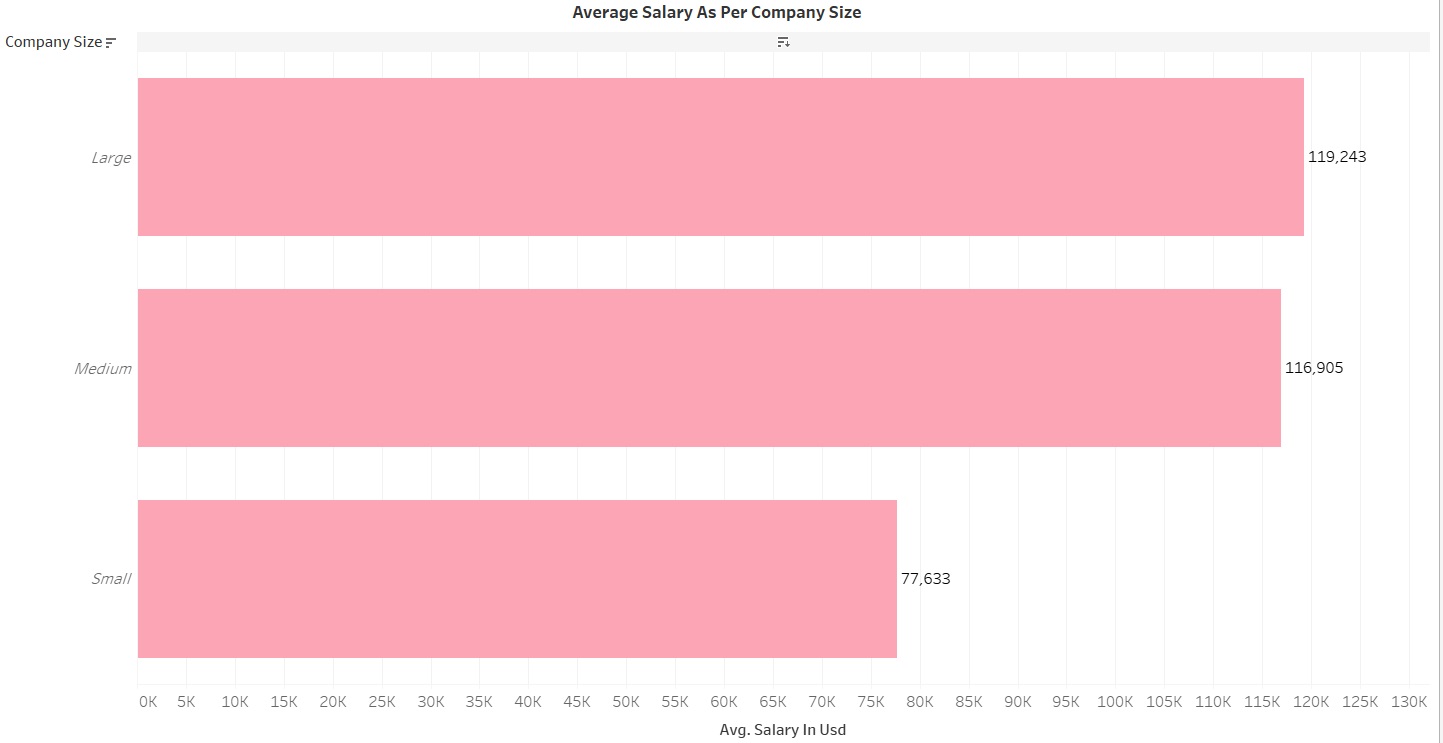 Average Salary As Per Company Size
Company Size
Large
119,243
Medium
116,905
Small
77,633
0K 5K 10K 15K 20K 25K 30K 35K 40K 45K 50K 55K 60K 65K 70K 75K 80K 85K 90K 95K 100K 105K 110K 115K 120K 125K 130K
Avg. Salary In Usd